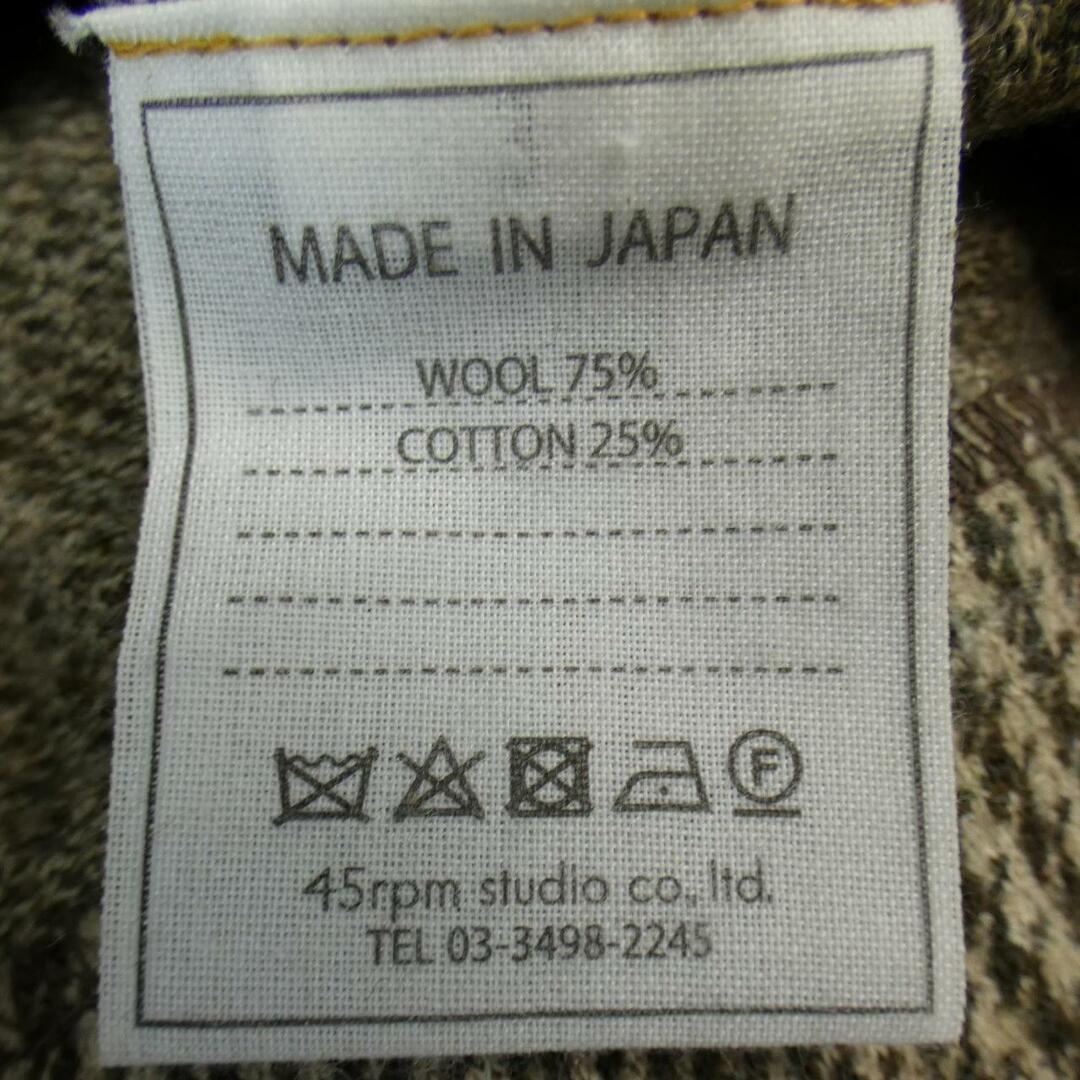 MADE IN JAPAN
WOOL 75%
COTTON 25%
F
45rpm studio co., ltd.
TEL 03-3498-2245